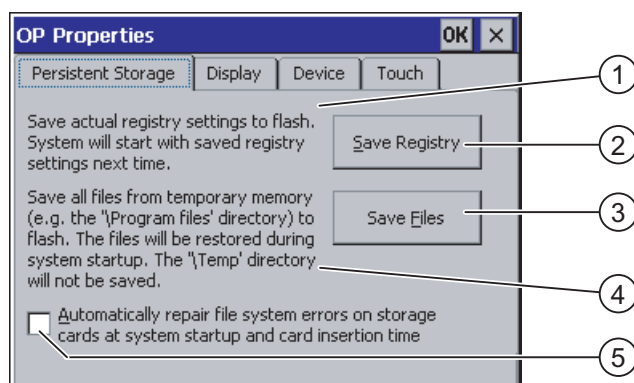 OP Properties OK ×
Persistent Storage Display Device Touch
1
Save actual registry settings to flash.
System will start with saved registry
settings next time.
Save Registry
2
Save all files from temporary memory
(e.g. the "\Program files' directory) to
flash. The files will be restored during
system startup. The "\Temp' directory
will not be saved.
Save Files
3
4
Automatically repair file system errors on storage
cards at system startup and card insertion time
5